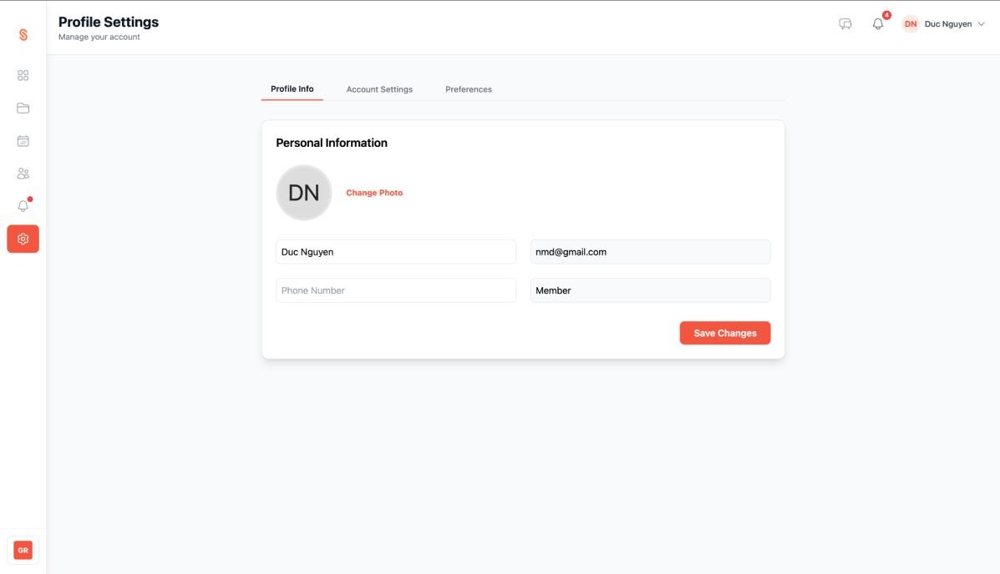 Profile Settings
Manage your account
4
DN Duc Nguyen
Profile Info Account Settings Preferences
Personal Information
DN
Change Photo
Duc Nguyen nmd@gmail.com
Phone Number Member
Save Changes
GR